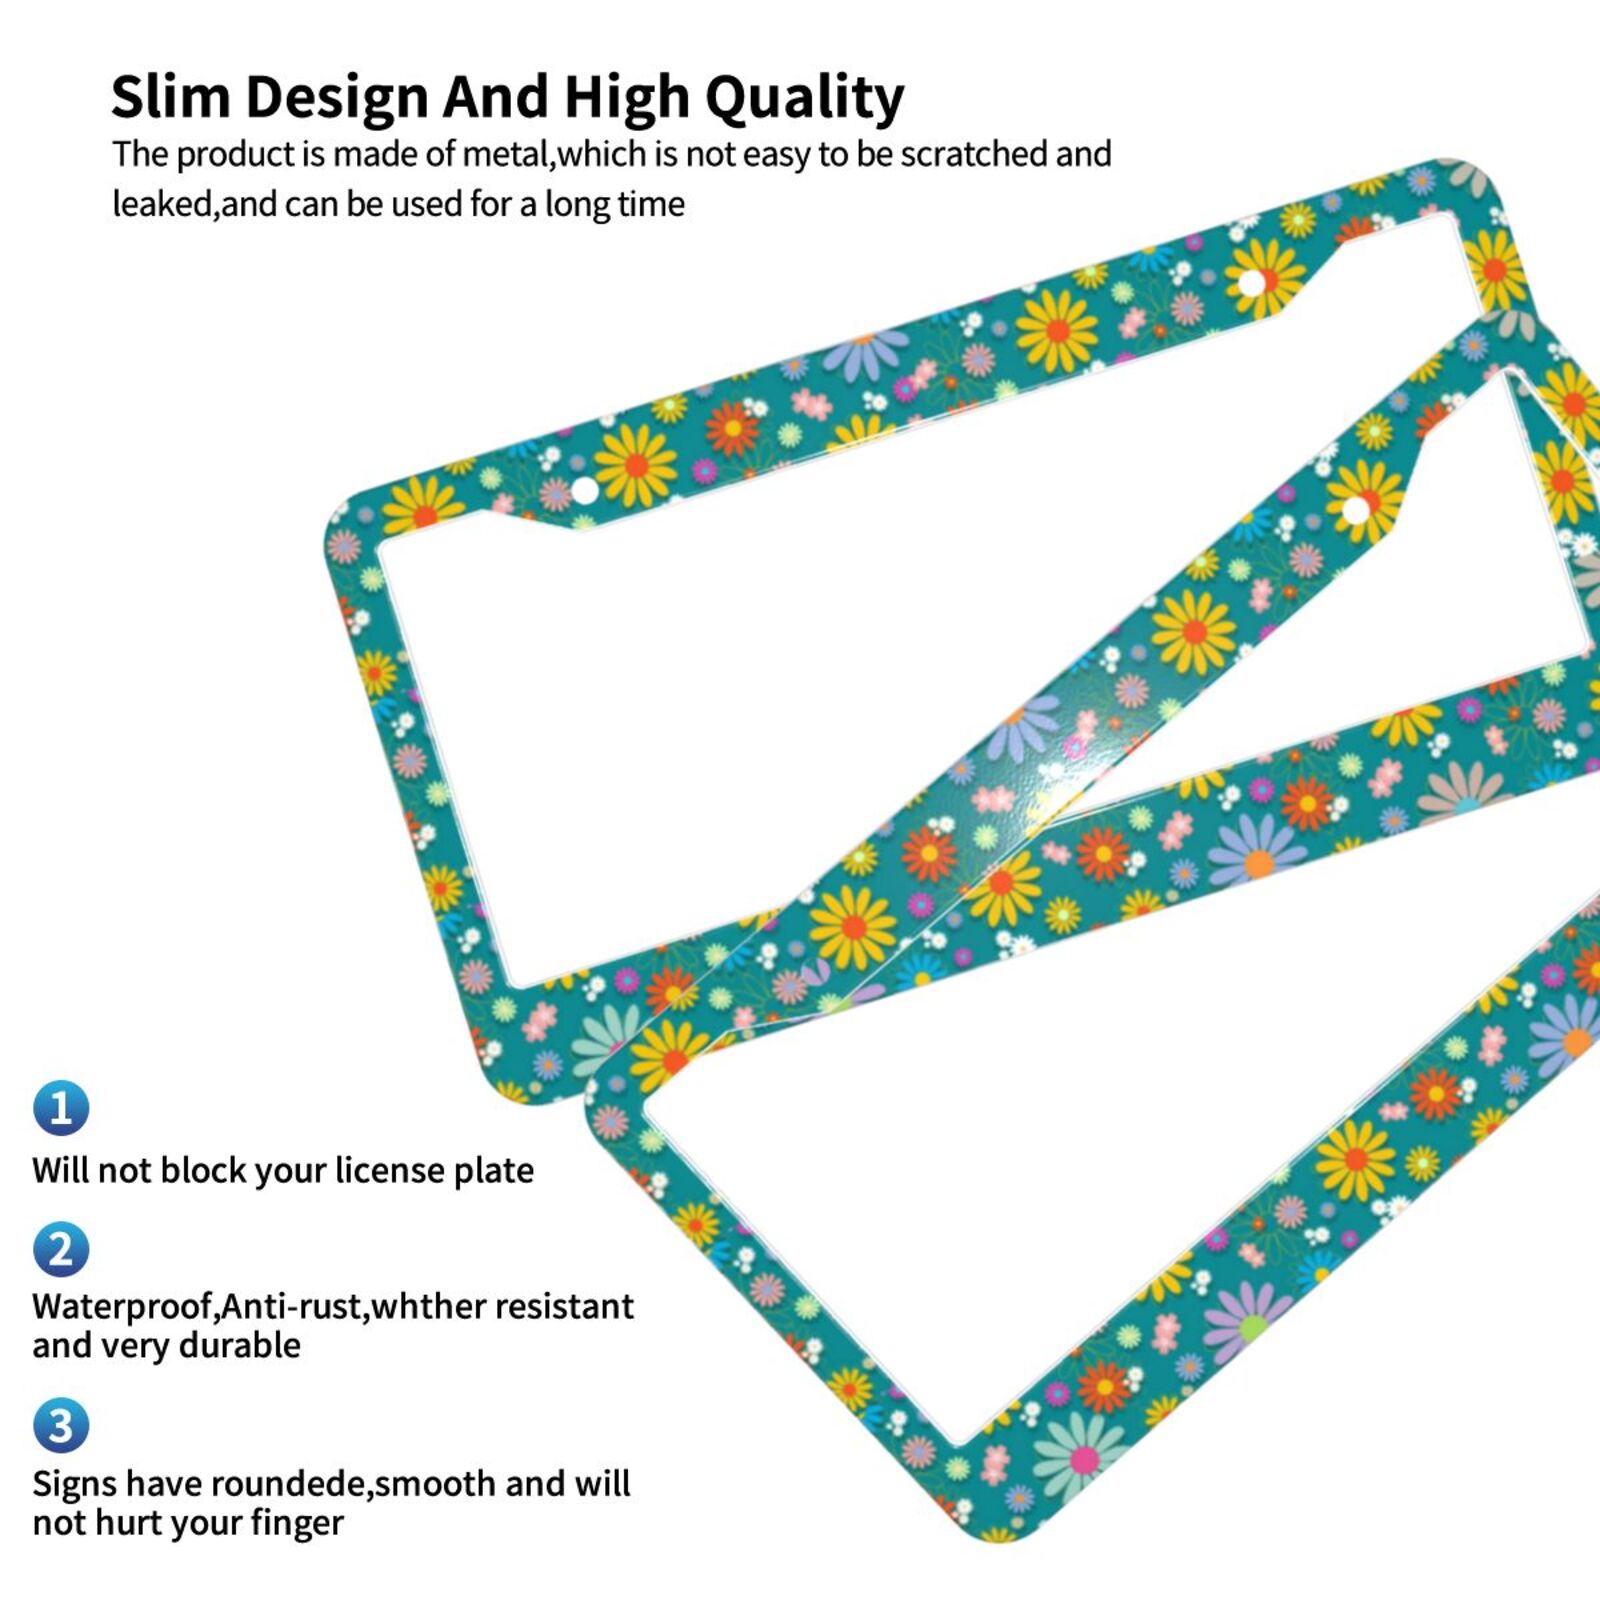 Slim Design And High Quality
The product is made of metal,which is not easy to be scratched and
leaked,and can be used for a long time
1
Will not block your license plate
2
Waterproof,Anti-rust,whther resistant
and very durable
3
Signs have roundede,smooth and will
not hurt your finger